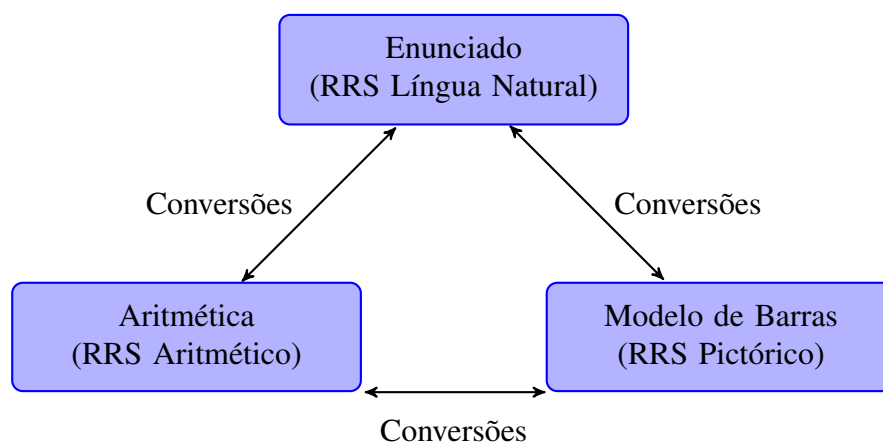 Enunciado
(RRS Língua Natural)
Conversões
Conversões
Aritmética
(RRS Aritmético)
Modelo de Barras
(RRS Pictórico)
Conversões